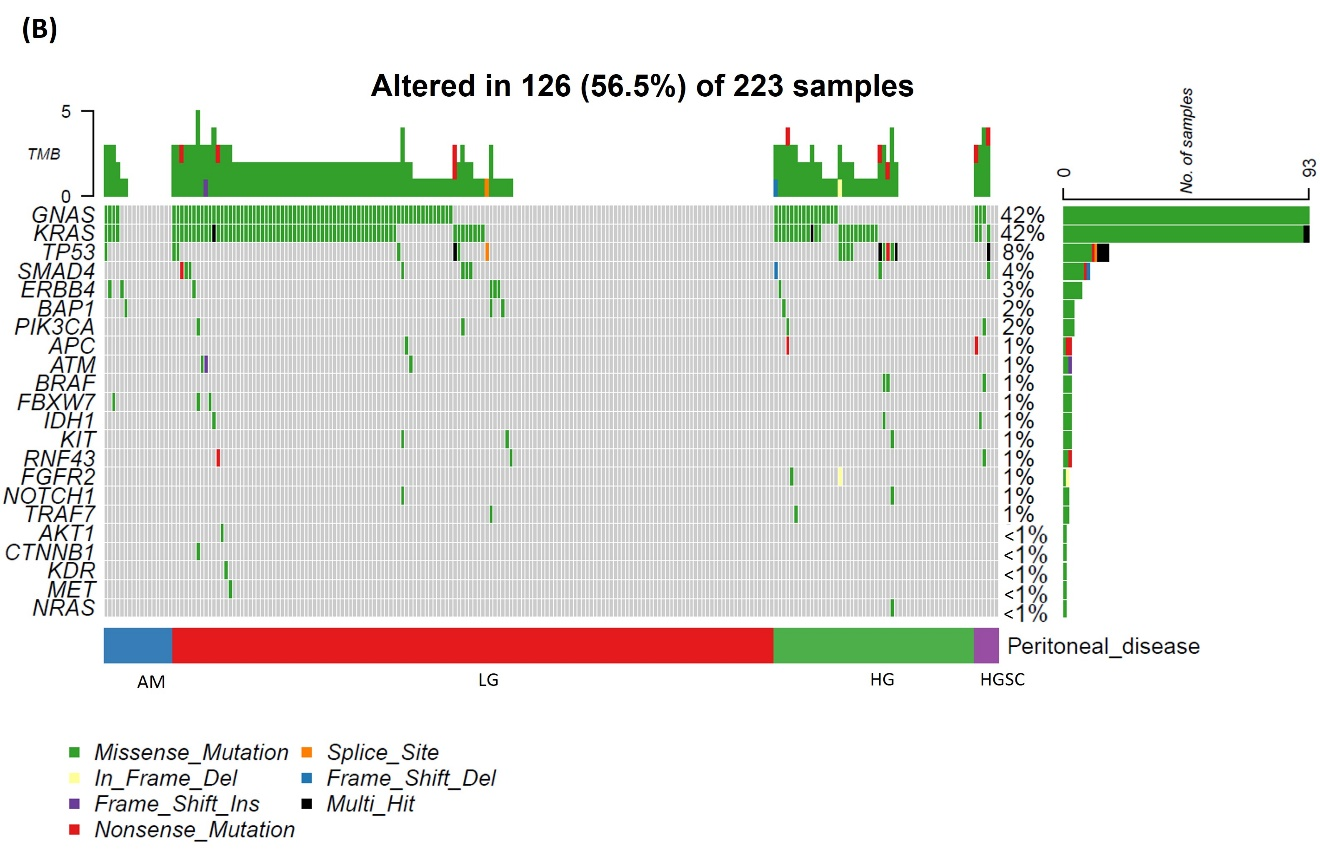 (B)
Altered in 126 (56.5%) of 223 samples
5
TMB
0
No. of samples
0
93
GNAS 42%
KRAS 42%
TP53 8%
SMAD4 4%
ERBB4 3%
BAP1 2%
PIK3CA 2%
APC 1%
ATM 1%
BRAF 1%
FBXW7 1%
IDH1 1%
KIT 1%
RNF43 1%
FGFR2 1%
NOTCH1 1%
TRAF7 1%
AKT1 <1%
CTNNB1 <1%
KDR <1%
MET <1%
NRAS <1%
Peritoneal_disease
AM LG HG HGSC
Missense_Mutation Splice_Site
In_Frame_Del Frame_Shift_Del
Frame_Shift_Ins Multi_Hit
Nonsense_Mutation